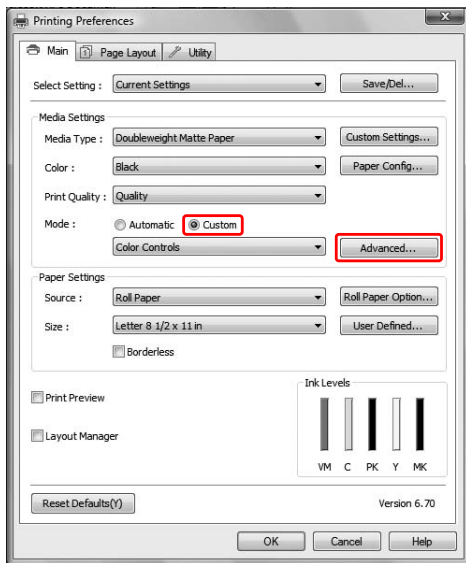 Printing Preferences
Main Page Layout Utility
Select Setting : Current Settings Save/Del...
Media Settings
Media Type : Doubleweight Matte Paper Custom Settings...
Color : Black Paper Config...
Print Quality : Quality
Mode : Automatic Custom
Color Controls Advanced...
Paper Settings
Source : Roll Paper Roll Paper Option...
Size : Letter 8 1/2 x 11 in User Defined...
Borderless
Print Preview
Layout Manager
Ink Levels
VM C PK Y MK
Reset Defaults(Y) Version 6.70
OK Cancel Help